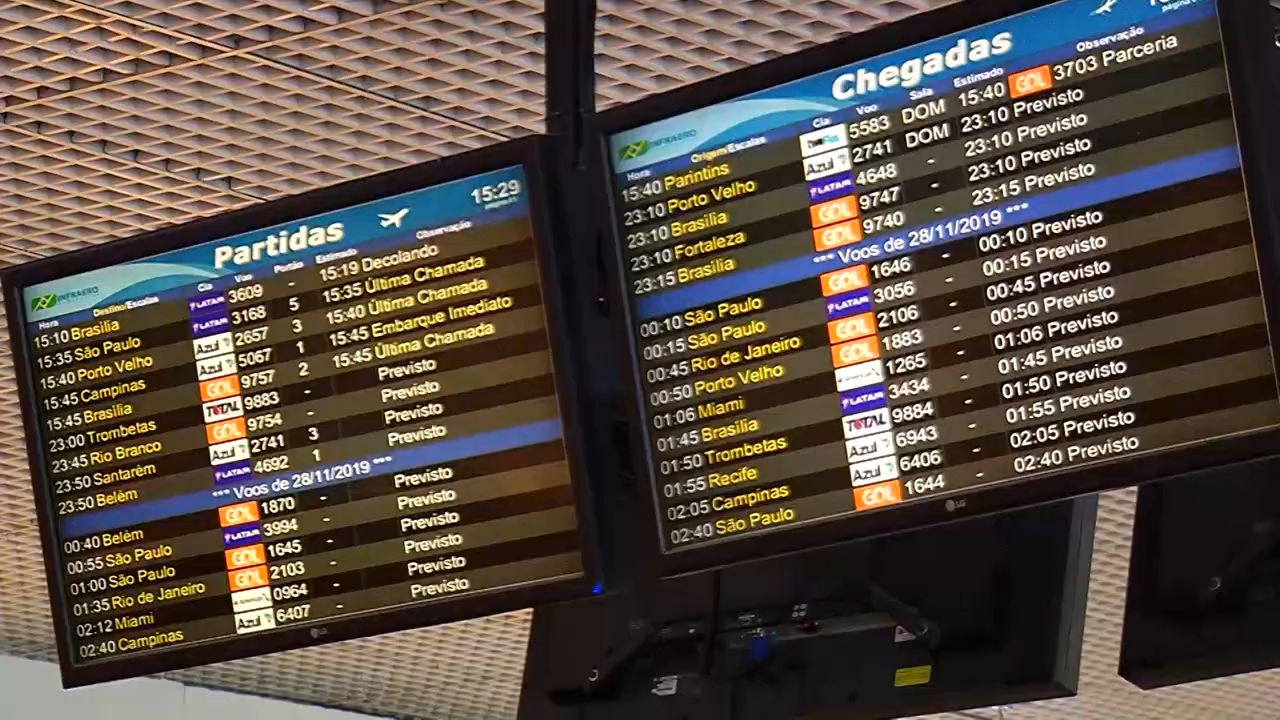 INFRAERO Partidas 15:29
Hora Destino/Escalas Cia Voo Portão Estimado Observação
15:10 Brasília LATAM 3609 - 15:19 Decolando
15:35 São Paulo LATAM 3168 5 15:35 Última Chamada
15:40 Porto Velho Azul 2657 3 15:40 Última Chamada
15:45 Campinas Azul 5067 1 15:45 Embarque Imediato
15:45 Brasília GOL 9757 2 15:45 Última Chamada
23:00 Trombetas TOTAL 9883 - Previsto
23:45 Rio Branco GOL 9754 - Previsto
23:50 Santarém Azul 2741 3 Previsto
23:50 Belém LATAM 4692 1 Previsto
*** Voos de 28/11/2019 ***
00:40 Belém GOL 1870 - Previsto
00:55 São Paulo LATAM 3994 - Previsto
01:00 São Paulo GOL 1645 - Previsto
01:35 Rio de Janeiro GOL 2103 - Previsto
02:12 Miami 0964 - Previsto
02:40 Campinas Azul 6407 - Previsto
LG
INFRAERO Chegadas
Hora Origem/Escalas Cia Voo Sala Estimado Observação
15:40 Parintins 5583 DOM 15:40 GOL 3703 Parceria
23:10 Porto Velho Azul 2741 DOM 23:10 Previsto
23:10 Brasília LATAM 4648 - 23:10 Previsto
23:10 Fortaleza GOL 9747 - 23:10 Previsto
23:15 Brasília GOL 9740 - 23:15 Previsto
*** Voos de 28/11/2019 ***
00:10 São Paulo GOL 1646 - 00:10 Previsto
00:15 São Paulo LATAM 3056 - 00:15 Previsto
00:45 Rio de Janeiro GOL 2106 - 00:45 Previsto
00:50 Porto Velho GOL 1883 - 00:50 Previsto
01:06 Miami 1265 - 01:06 Previsto
01:45 Brasília LATAM 3434 - 01:45 Previsto
01:50 Trombetas TOTAL 9884 - 01:50 Previsto
01:55 Recife Azul 6943 - 01:55 Previsto
02:05 Campinas Azul 6406 - 02:05 Previsto
02:40 São Paulo GOL 1644 - 02:40 Previsto
LG